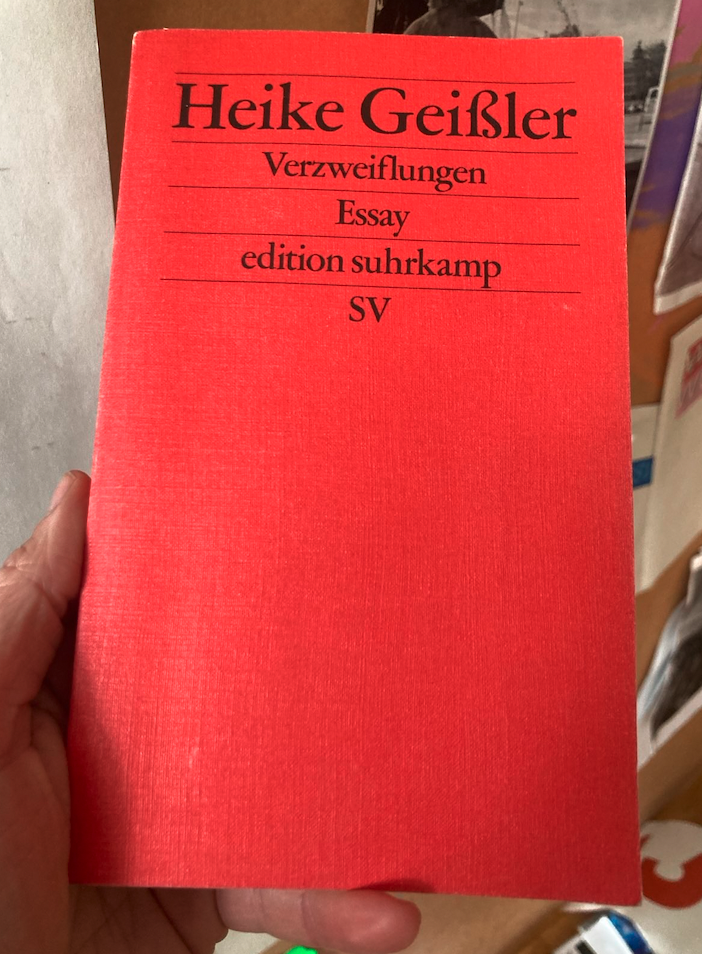 Heike Geißler
Verzweiflungen
Essay
edition suhrkamp
SV